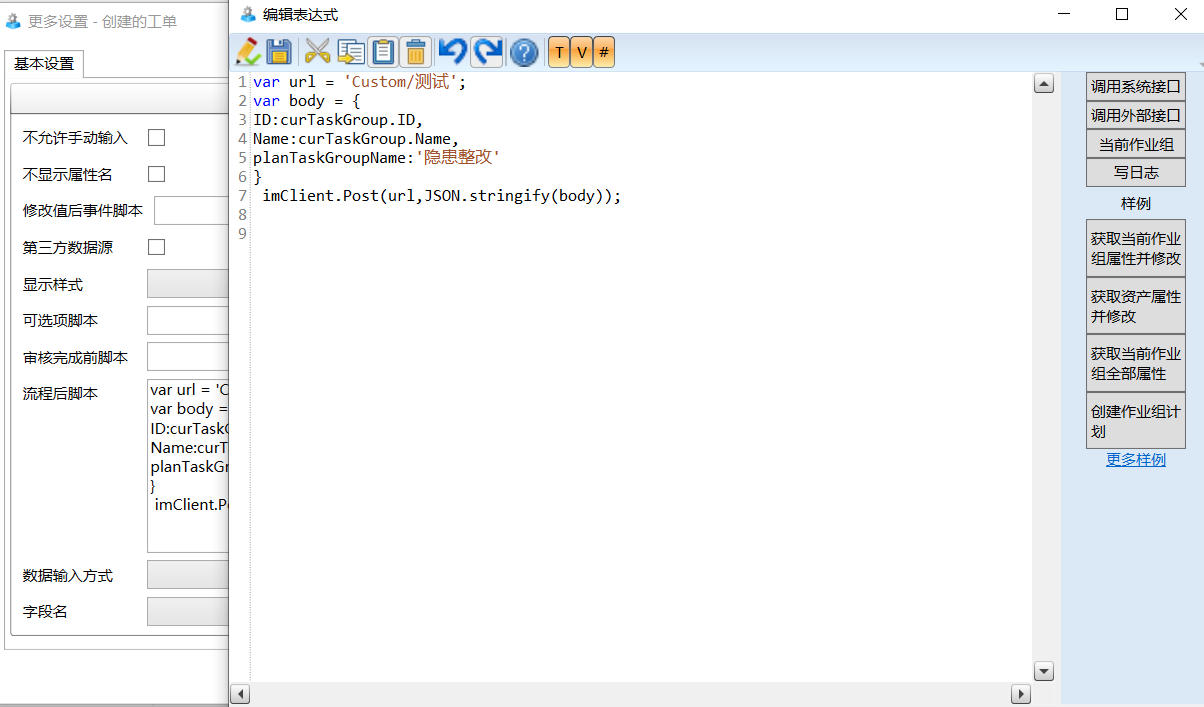 更多设置 - 创建的工单
基本设置
不允许手动输入
不显示属性名
修改值后事件脚本
第三方数据源
显示样式
可选项脚本
审核完成前脚本
流程后脚本
var url = 'C
var body =
ID:curTask
Name:curT
planTaskGr
}
imClient.P
数据输入方式
字段名
编辑表达式
T V #
1 var url = 'Custom/测试';
2 var body = {
3 ID:curTaskGroup.ID,
4 Name:curTaskGroup.Name,
5 planTaskGroupName:'隐患整改'
6 }
7 imClient.Post(url,JSON.stringify(body));
8
9
调用系统接口
调用外部接口
当前作业组
写日志
样例
获取当前作业
组属性并修改
获取资产属性
并修改
获取当前作业
组全部属性
创建作业组计
划
更多样例